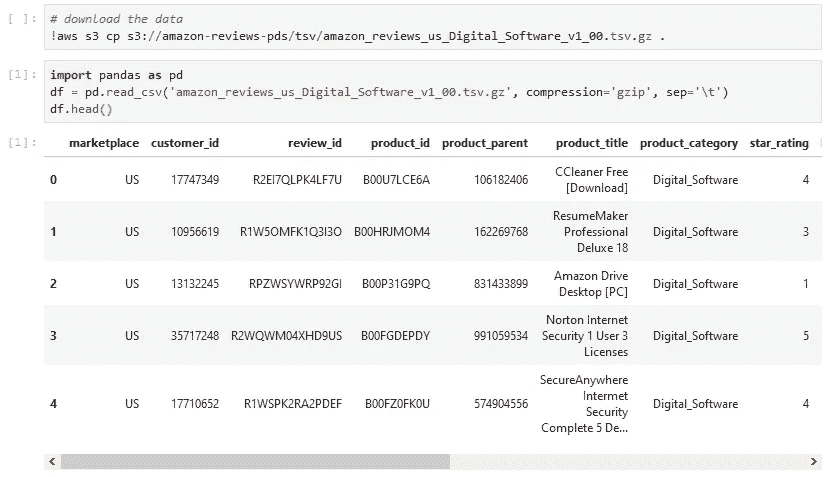 [ ]: # download the data
!aws s3 cp s3://amazon-reviews-pds/tsv/amazon_reviews_us_Digital_Software_v1_00.tsv.gz .
[1]: import pandas as pd
df = pd.read_csv('amazon_reviews_us_Digital_Software_v1_00.tsv.gz', compression='gzip', sep='\t')
df.head()
[1]: marketplace customer_id review_id product_id product_parent product_title product_category star_rating
0 US 17747349 R2EI7QLPK4LF7U B00U7LCE6A 106182406 CCleaner Free [Download] Digital_Software 4
1 US 10956619 R1W5OMFK1Q3I3O B00HRJMOM4 162269768 ResumeMaker Professional Deluxe 18 Digital_Software 3
2 US 13132245 RPZWSYWRP92GI B00P31G9PQ 831433899 Amazon Drive Desktop [PC] Digital_Software 1
3 US 35717248 R2WQWM04XHD9US B00FGDEPDY 991059534 Norton Internet Security 1 User 3 Licenses Digital_Software 5
4 US 17710652 R1WSPK2RA2PDEF B00FZ0FK0U 574904556 SecureAnywhere Internet Security Complete 5 De... Digital_Software 4